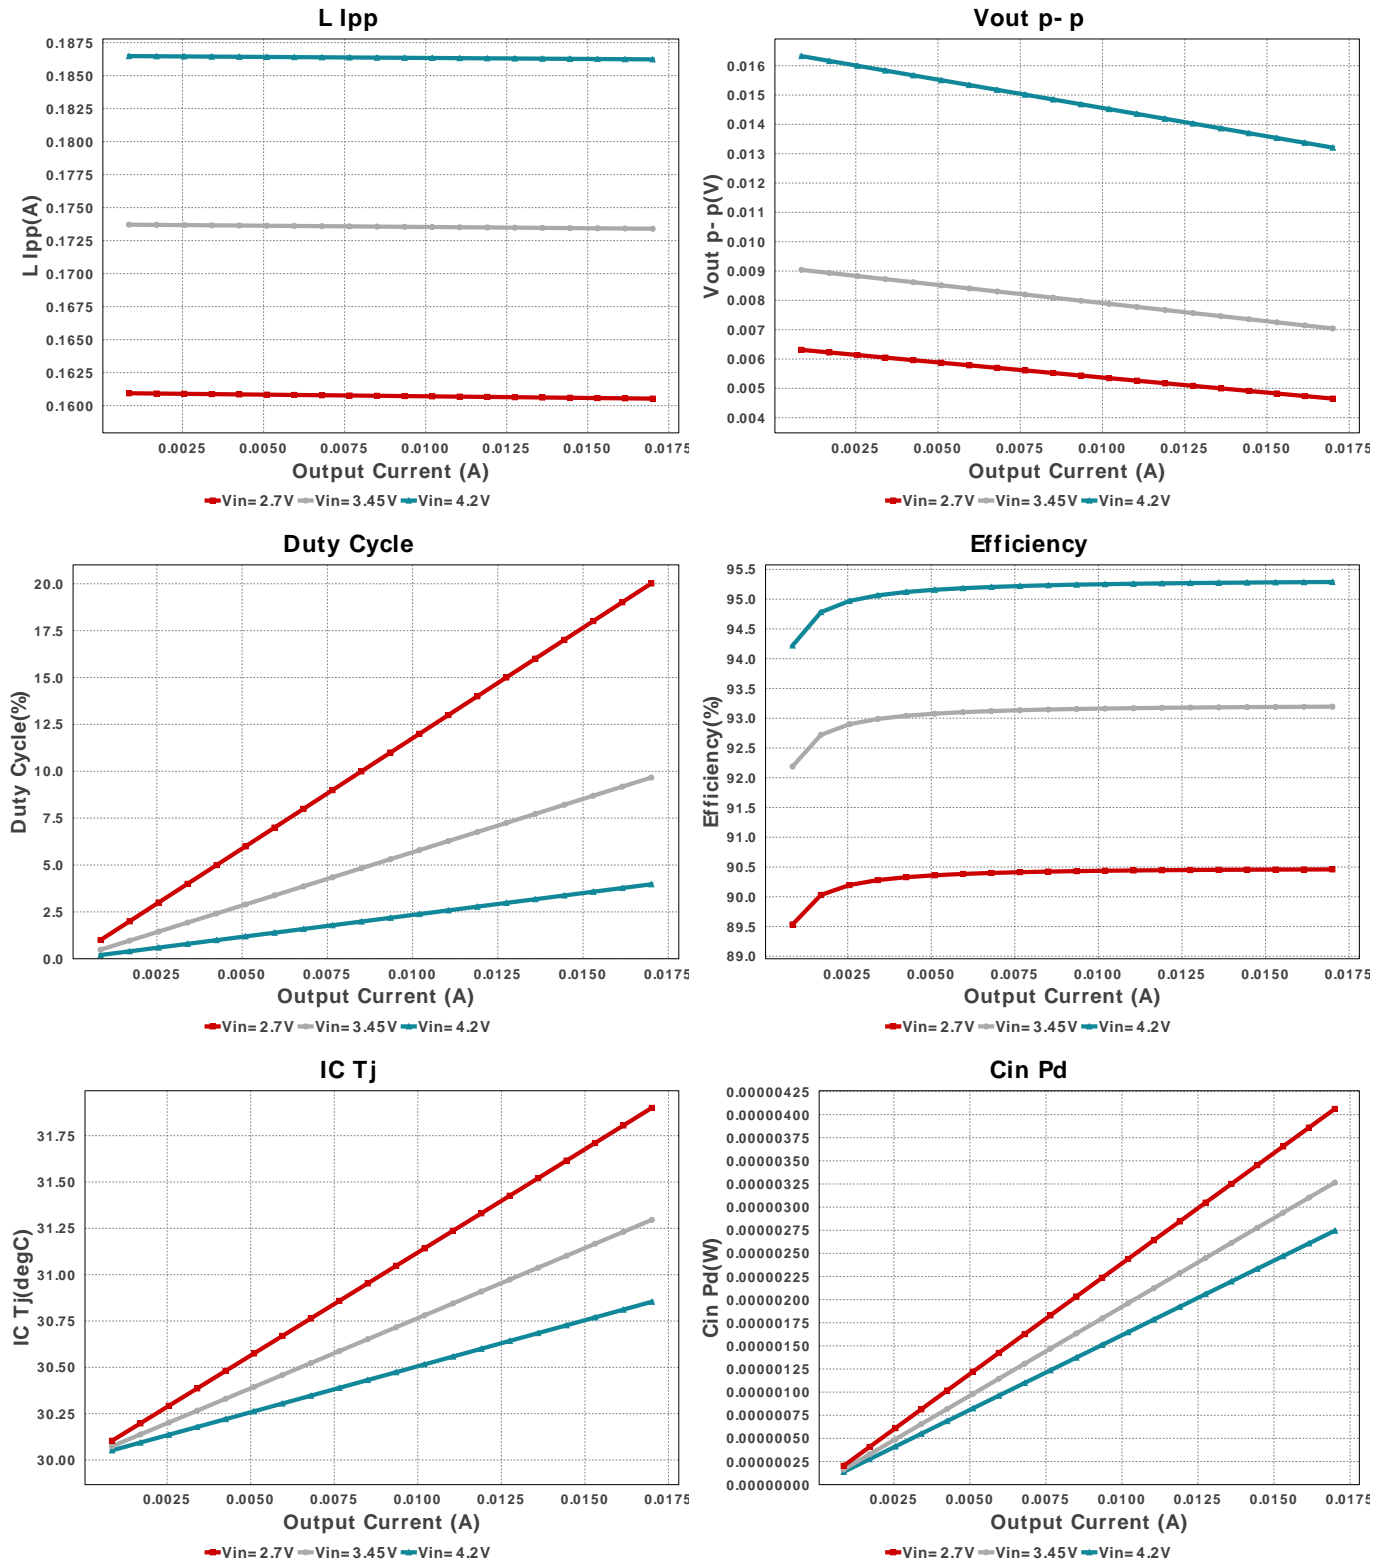 L Ipp
L Ipp(A)
0.1875
0.1850
0.1825
0.1800
0.1775
0.1750
0.1725
0.1700
0.1675
0.1650
0.1625
0.1600
0.0025 0.0050 0.0075 0.0100 0.0125 0.0150 0.0175
Output Current (A)
Vin= 2.7V Vin= 3.45V Vin= 4.2V
Vout p- p
Vout p- p(V)
0.016
0.015
0.014
0.013
0.012
0.011
0.010
0.009
0.008
0.007
0.006
0.005
0.004
0.0025 0.0050 0.0075 0.0100 0.0125 0.0150 0.0175
Output Current (A)
Vin= 2.7V Vin= 3.45V Vin= 4.2V
Duty Cycle
Duty Cycle(%)
20.0
17.5
15.0
12.5
10.0
7.5
5.0
2.5
0.0
0.0025 0.0050 0.0075 0.0100 0.0125 0.0150 0.0175
Output Current (A)
Vin= 2.7V Vin= 3.45V Vin= 4.2V
Efficiency
Efficiency(%)
95.5
95.0
94.5
94.0
93.5
93.0
92.5
92.0
91.5
91.0
90.5
90.0
89.5
89.0
0.0025 0.0050 0.0075 0.0100 0.0125 0.0150 0.0175
Output Current (A)
Vin= 2.7V Vin= 3.45V Vin= 4.2V
IC Tj
IC Tj(degC)
31.75
31.50
31.25
31.00
30.75
30.50
30.25
30.00
0.0025 0.0050 0.0075 0.0100 0.0125 0.0150 0.0175
Output Current (A)
Vin= 2.7V Vin= 3.45V Vin= 4.2V
Cin Pd
Cin Pd(W)
0.00000425
0.00000400
0.00000375
0.00000350
0.00000325
0.00000300
0.00000275
0.00000250
0.00000225
0.00000200
0.00000175
0.00000150
0.00000125
0.00000100
0.00000075
0.00000050
0.00000025
0.00000000
0.0025 0.0050 0.0075 0.0100 0.0125 0.0150 0.0175
Output Current (A)
Vin= 2.7V Vin= 3.45V Vin= 4.2V